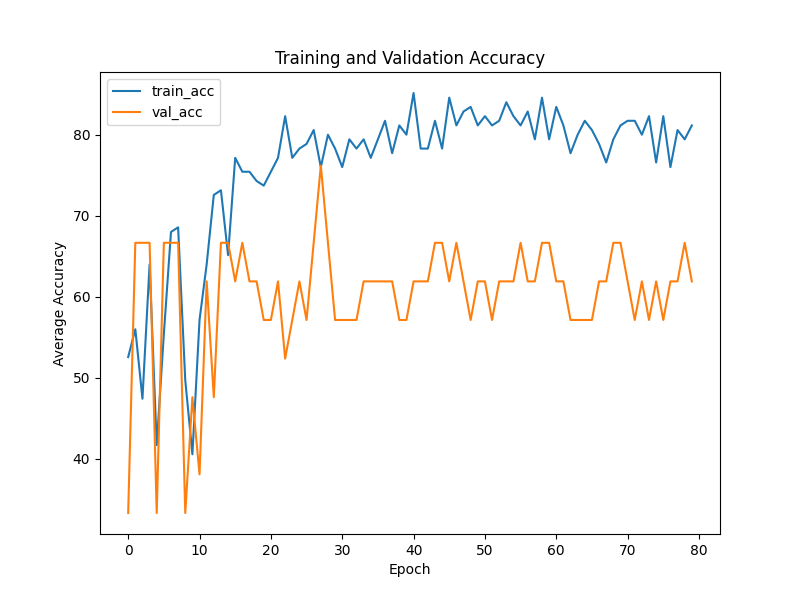 Training and Validation Accuracy
train_acc
val_acc
Average Accuracy
80
70
60
50
40
0 10 20 30 40 50 60 70 80
Epoch